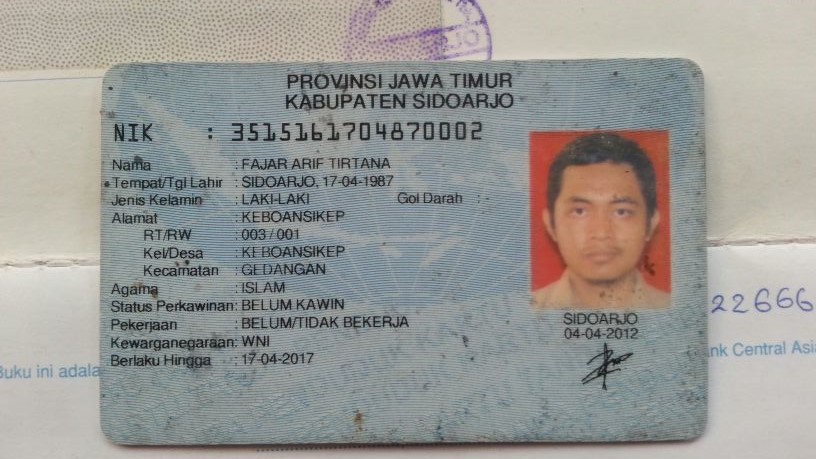 PROVINSI JAWA TIMUR
KABUPATEN SIDOARJO
NIK : 3515161704870002
Nama : FAJAR ARIF TIRTANA
Tempat/Tgl Lahir : SIDOARJO, 17-04-1987
Jenis Kelamin : LAKI-LAKI Gol Darah : -
Alamat : KEBOANSIKEP
RT/RW : 003 / 001
Kel/Desa : KEBOANSIKEP
Kecamatan : GEDANGAN
Agama : ISLAM
Status Perkawinan: BELUM KAWIN
Pekerjaan : BELUM/TIDAK BEKERJA
Kewarganegaraan: WNI
Berlaku Hingga : 17-04-2017
SIDOARJO
04-04-2012
22666
Buku ini adala
nk Central Asia